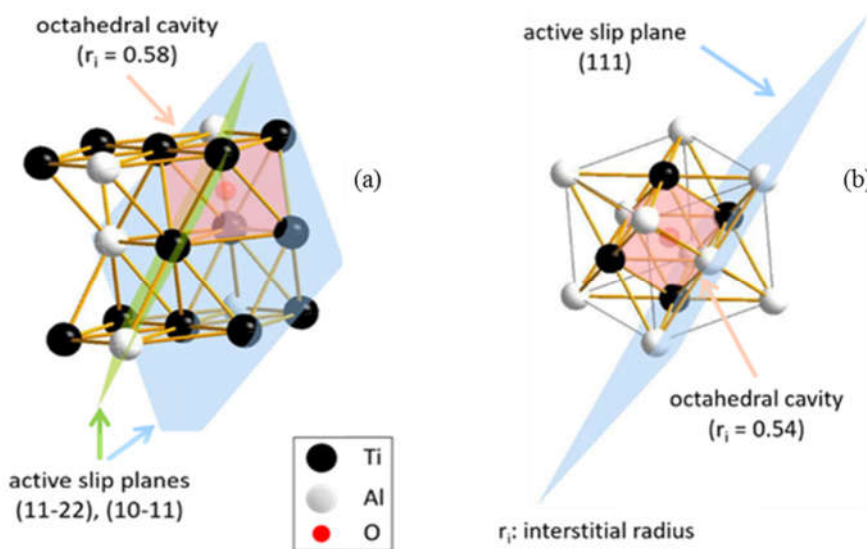 octahedral cavity
(rᵢ = 0.58)
(a)
active slip planes
(11-22), (10-11)
Ti
Al
O
active slip plane
(111)
(b)
octahedral cavity
(rᵢ = 0.54)
rᵢ: interstitial radius